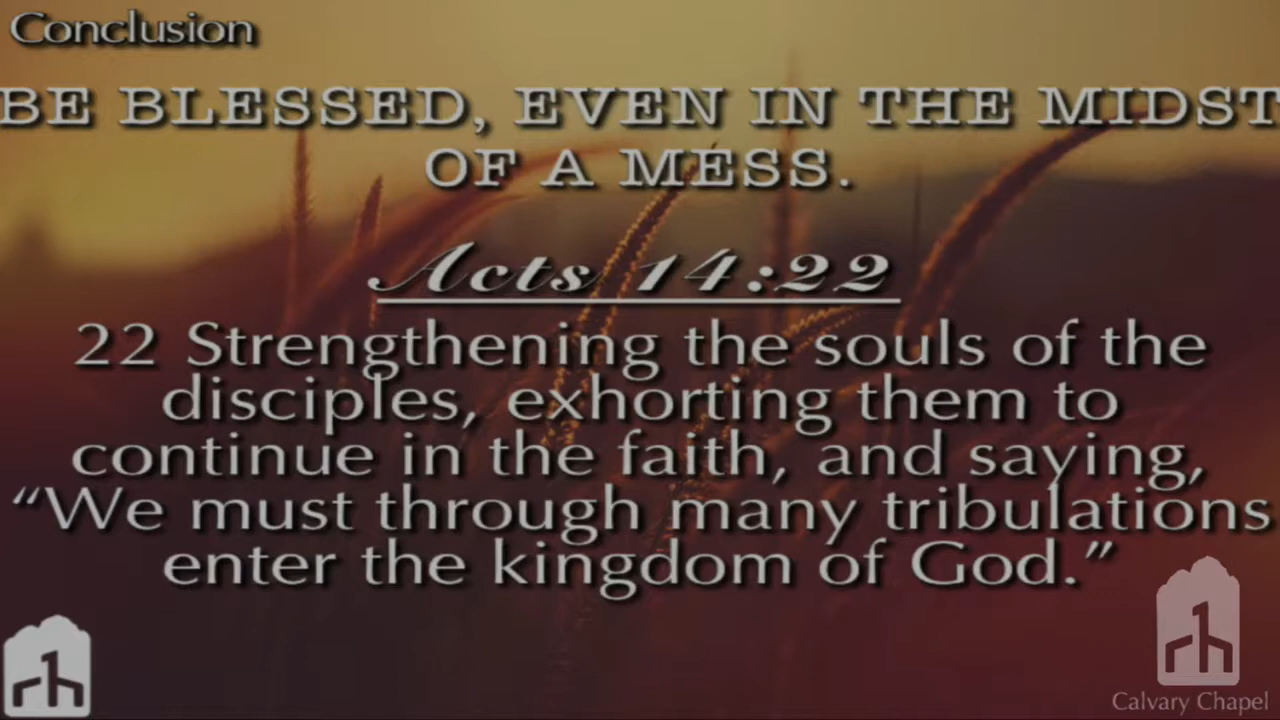 Conclusion
BE BLESSED, EVEN IN THE MIDST
OF A MESS.
Acts 14:22
22 Strengthening the souls of the
disciples, exhorting them to
continue in the faith, and saying,
“We must through many tribulations
enter the kingdom of God.”
Calvary Chapel